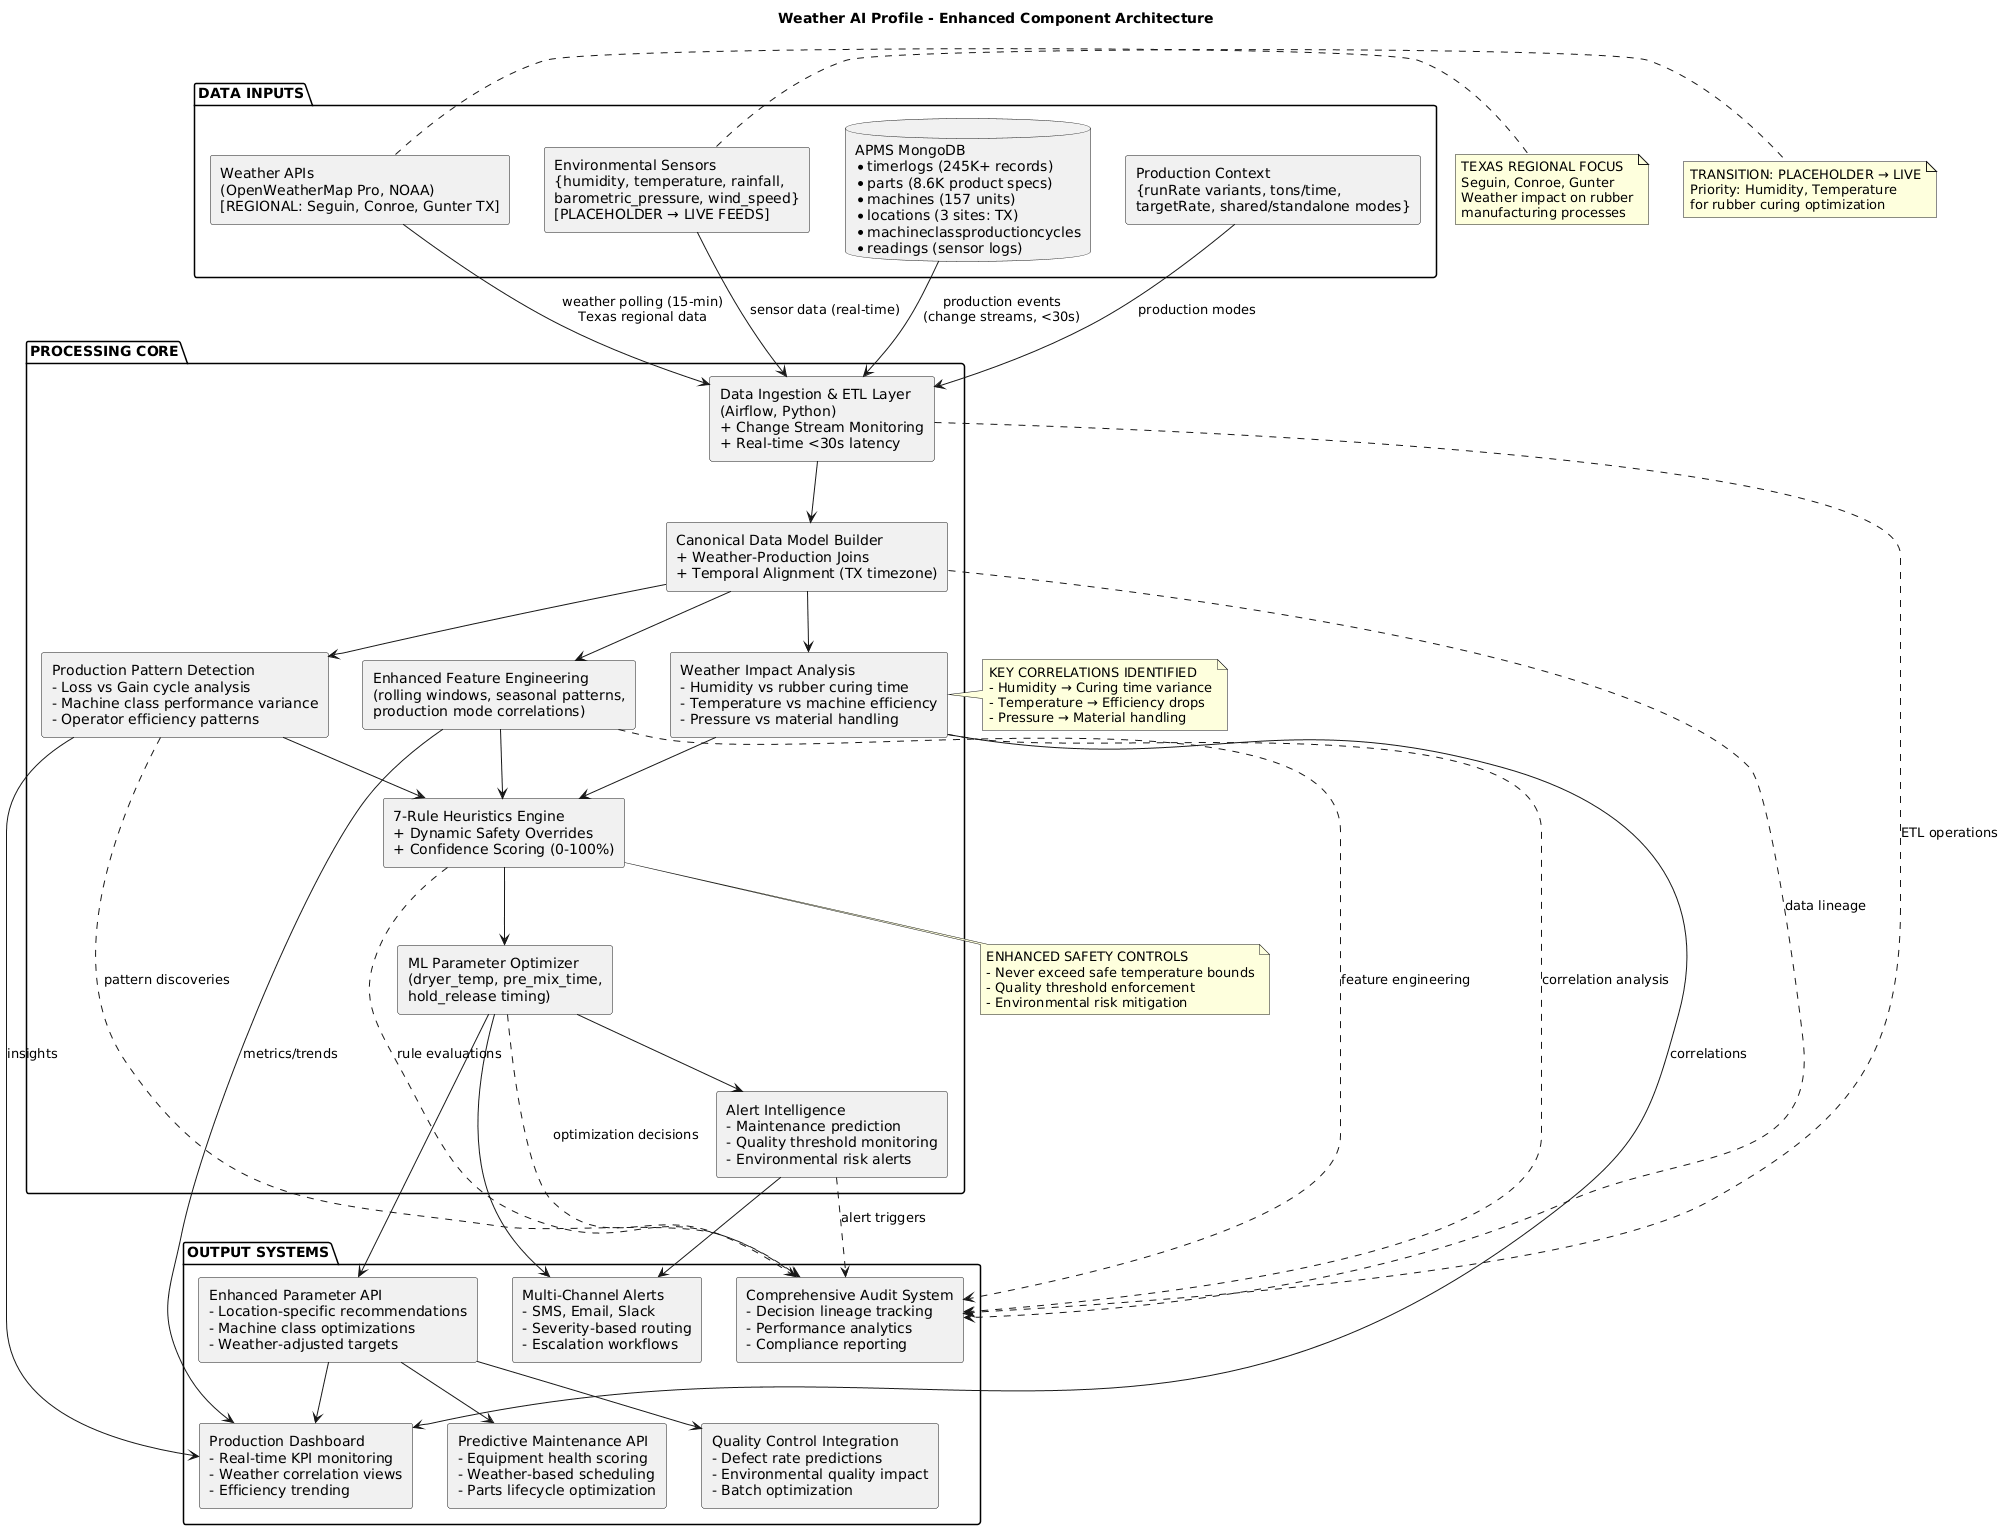 Weather AI Profile - Enhanced Component Architecture
DATA INPUTS
Weather APIs
(OpenWeatherMap Pro, NOAA)
[REGIONAL: Seguin, Conroe, Gunter TX]
Environmental Sensors
{humidity, temperature, rainfall,
barometric_pressure, wind_speed}
[PLACEHOLDER → LIVE FEEDS]
APMS MongoDB
• timerlogs (245K+ records)
• parts (8.6K product specs)
• machines (157 units)
• locations (3 sites: TX)
• machineclassproductioncycles
• readings (sensor logs)
Production Context
{runRate variants, tons/time,
targetRate, shared/standalone modes}
TEXAS REGIONAL FOCUS
Seguin, Conroe, Gunter
Weather impact on rubber
manufacturing processes
TRANSITION: PLACEHOLDER → LIVE
Priority: Humidity, Temperature
for rubber curing optimization
weather polling (15-min)
Texas regional data
sensor data (real-time)
production events
(change streams, <30s)
production modes
PROCESSING CORE
Data Ingestion & ETL Layer
(Airflow, Python)
+ Change Stream Monitoring
+ Real-time <30s latency
Canonical Data Model Builder
+ Weather-Production Joins
+ Temporal Alignment (TX timezone)
Production Pattern Detection
- Loss vs Gain cycle analysis
- Machine class performance variance
- Operator efficiency patterns
Enhanced Feature Engineering
(rolling windows, seasonal patterns,
production mode correlations)
Weather Impact Analysis
- Humidity vs rubber curing time
- Temperature vs machine efficiency
- Pressure vs material handling
KEY CORRELATIONS IDENTIFIED
- Humidity → Curing time variance
- Temperature → Efficiency drops
- Pressure → Material handling
7-Rule Heuristics Engine
+ Dynamic Safety Overrides
+ Confidence Scoring (0-100%)
ETL operations
data lineage
ML Parameter Optimizer
(dryer_temp, pre_mix_time,
hold_release timing)
ENHANCED SAFETY CONTROLS
- Never exceed safe temperature bounds
- Quality threshold enforcement
- Environmental risk mitigation
pattern discoveries
feature engineering
correlation analysis
insights
metrics/trends
rule evaluations
correlations
Alert Intelligence
- Maintenance prediction
- Quality threshold monitoring
- Environmental risk alerts
optimization decisions
alert triggers
OUTPUT SYSTEMS
Enhanced Parameter API
- Location-specific recommendations
- Machine class optimizations
- Weather-adjusted targets
Multi-Channel Alerts
- SMS, Email, Slack
- Severity-based routing
- Escalation workflows
Comprehensive Audit System
- Decision lineage tracking
- Performance analytics
- Compliance reporting
Production Dashboard
- Real-time KPI monitoring
- Weather correlation views
- Efficiency trending
Predictive Maintenance API
- Equipment health scoring
- Weather-based scheduling
- Parts lifecycle optimization
Quality Control Integration
- Defect rate predictions
- Environmental quality impact
- Batch optimization